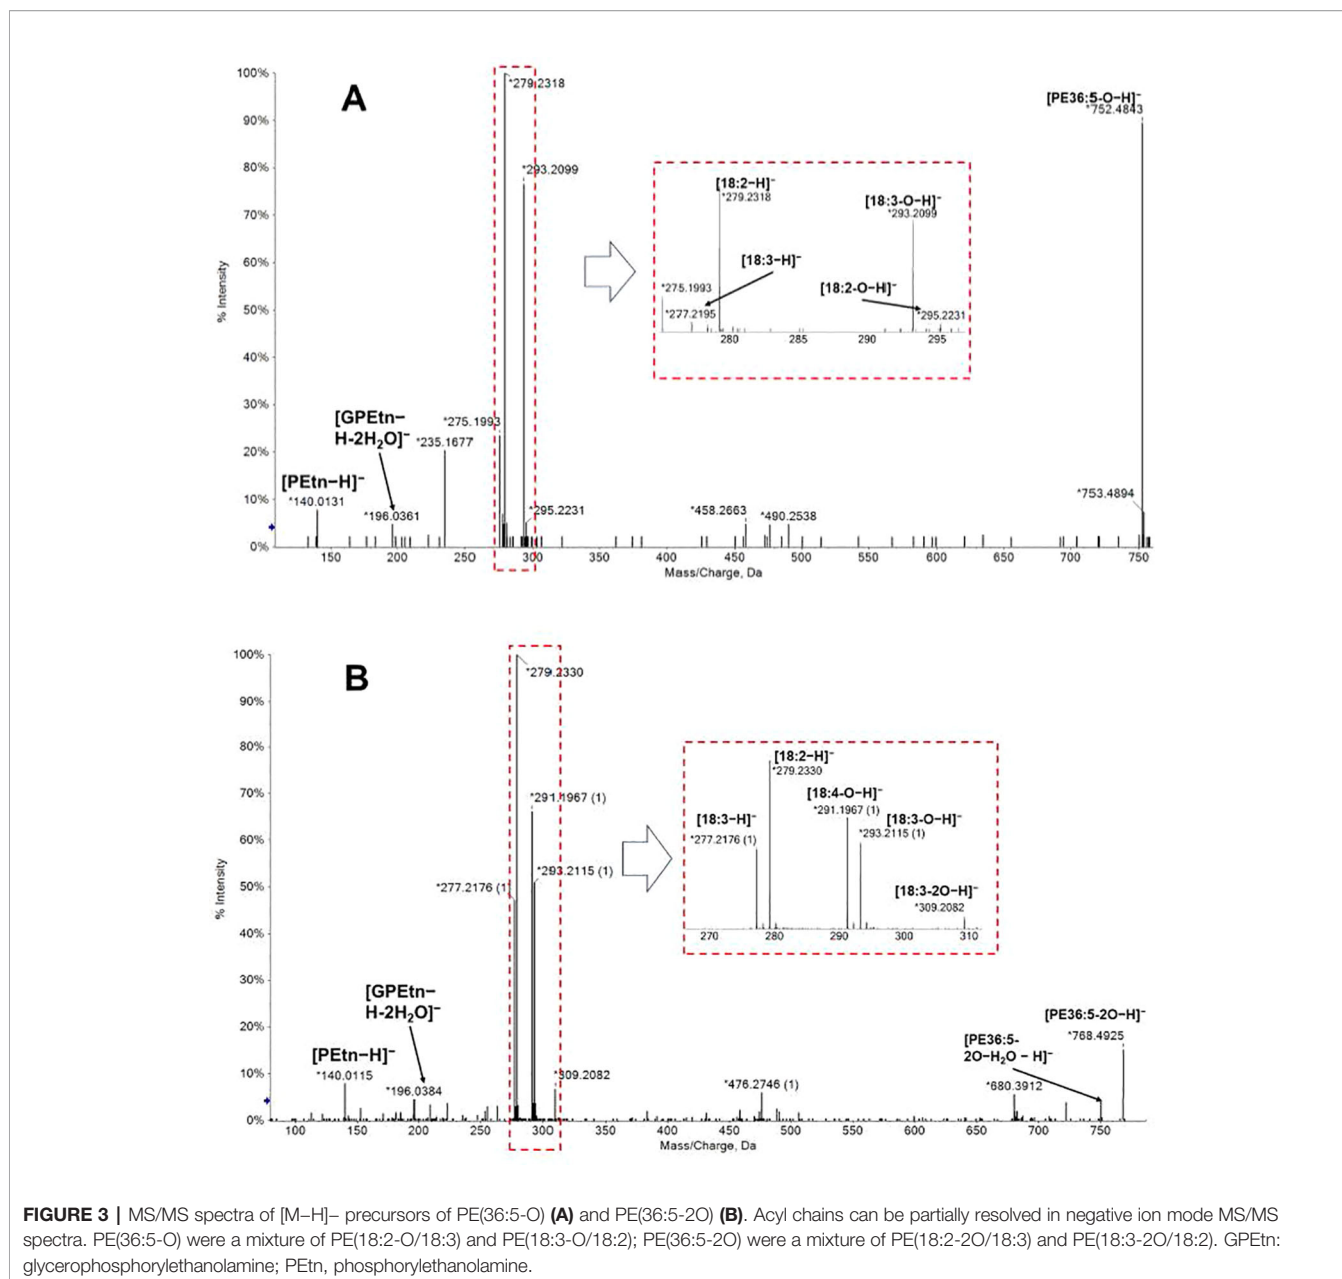 A
100%
90%
80%
70%
60%
50%
40%
30%
20%
10%
0%
% Intensity
*279.2318
*293.2099
[PE36:5-O–H]⁻
*752.4843
[18:2–H]⁻
*279.2318
[18:3-O–H]⁻
*293.2099
[18:3–H]⁻
[18:2-O–H]⁻
*275.1993
*277.2195
*295.2231
280 285 290 295
[GPEtn–
H-2H₂O]⁻
*235.1677
*275.1993
[PEtn–H]⁻
*140.0131
*196.0361
*295.2231
*458.2663
*490.2538
*753.4894
150 200 250 300 350 400 450 500 550 600 650 700 750
Mass/Charge, Da
B
100%
90%
80%
70%
60%
50%
40%
30%
20%
10%
0%
% Intensity
*279.2330
*291.1967 (1)
*293.2115 (1)
*277.2176 (1)
[18:2–H]⁻
*279.2330
[18:4-O–H]⁻
*291.1967 (1)
[18:3–H]⁻
*277.2176 (1)
[18:3-O–H]⁻
*293.2115 (1)
[18:3-2O–H]⁻
*309.2082
270 280 290 300 310
[GPEtn–
H-2H₂O]⁻
[PEtn–H]⁻
*140.0115
*196.0384
*309.2082
*476.2746 (1)
[PE36:5-
2O–H₂O – H]⁻
*680.3912
[PE36:5-2O–H]⁻
*768.4925
100 150 200 250 300 350 400 450 500 550 600 650 700 750
Mass/Charge, Da
FIGURE 3 | MS/MS spectra of [M–H]– precursors of PE(36:5-O) (A) and PE(36:5-2O) (B). Acyl chains can be partially resolved in negative ion mode MS/MS
spectra. PE(36:5-O) were a mixture of PE(18:2-O/18:3) and PE(18:3-O/18:2); PE(36:5-2O) were a mixture of PE(18:2-2O/18:3) and PE(18:3-2O/18:2). GPEtn:
glycerophosphorylethanolamine; PEtn, phosphorylethanolamine.